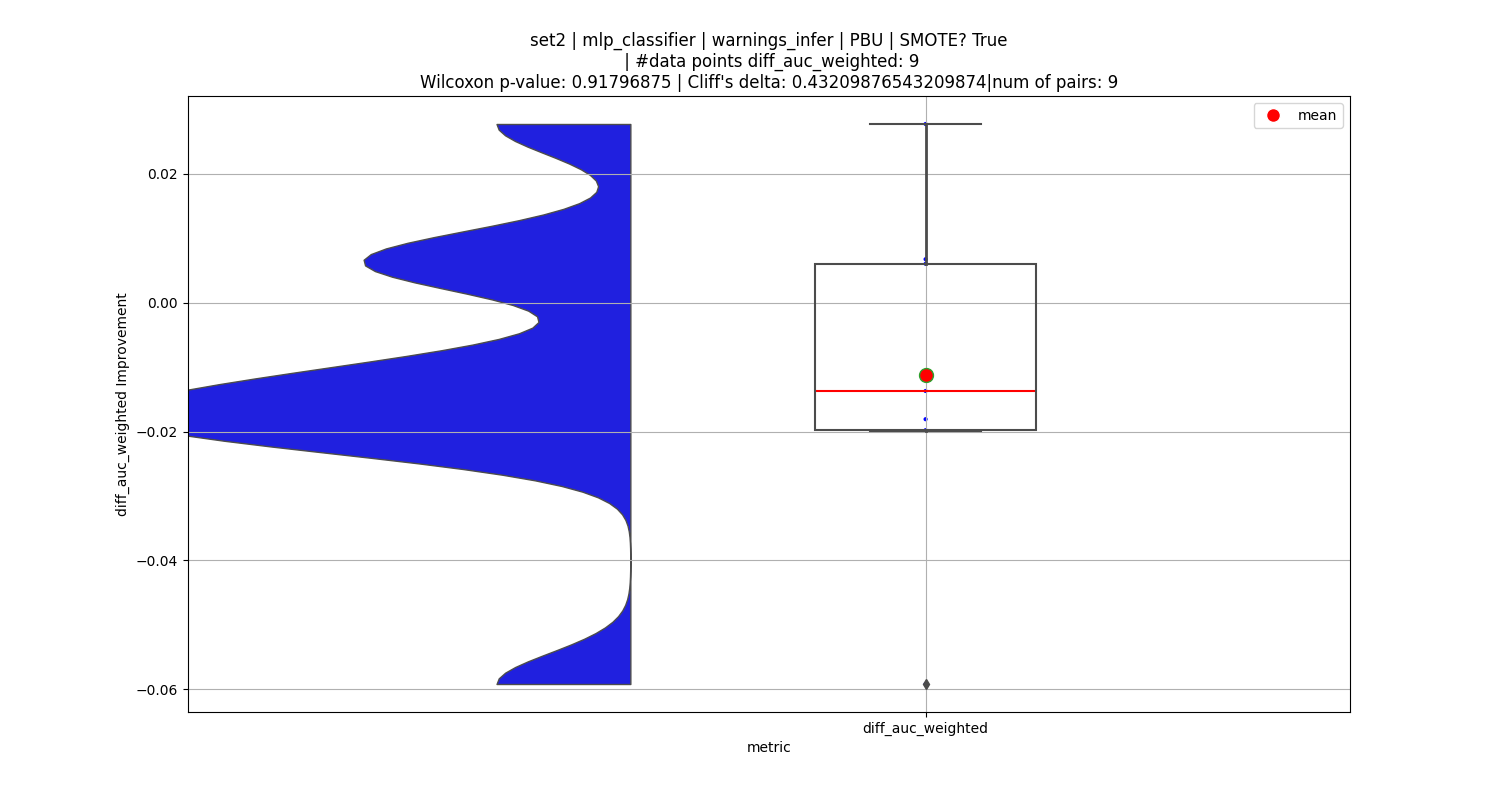 set2 | mlp_classifier | warnings_infer | PBU | SMOTE? True
| #data points diff_auc_weighted: 9
Wilcoxon p-value: 0.91796875 | Cliff's delta: 0.43209876543209874|num of pairs: 9
mean
0.02
0.00
−0.02
−0.04
−0.06
diff_auc_weighted Improvement
diff_auc_weighted
metric